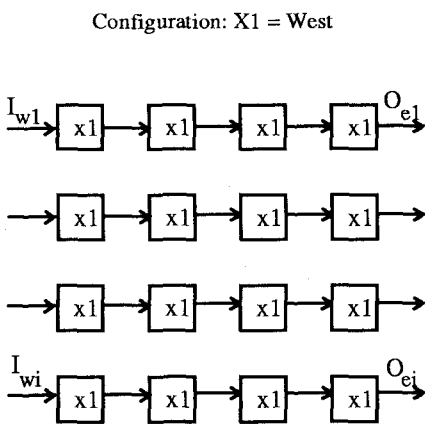 Configuration: X1 = West
I_w1 x1 x1 x1 x1 O_e1
x1 x1 x1 x1
x1 x1 x1 x1
I_wi x1 x1 x1 x1 O_ei